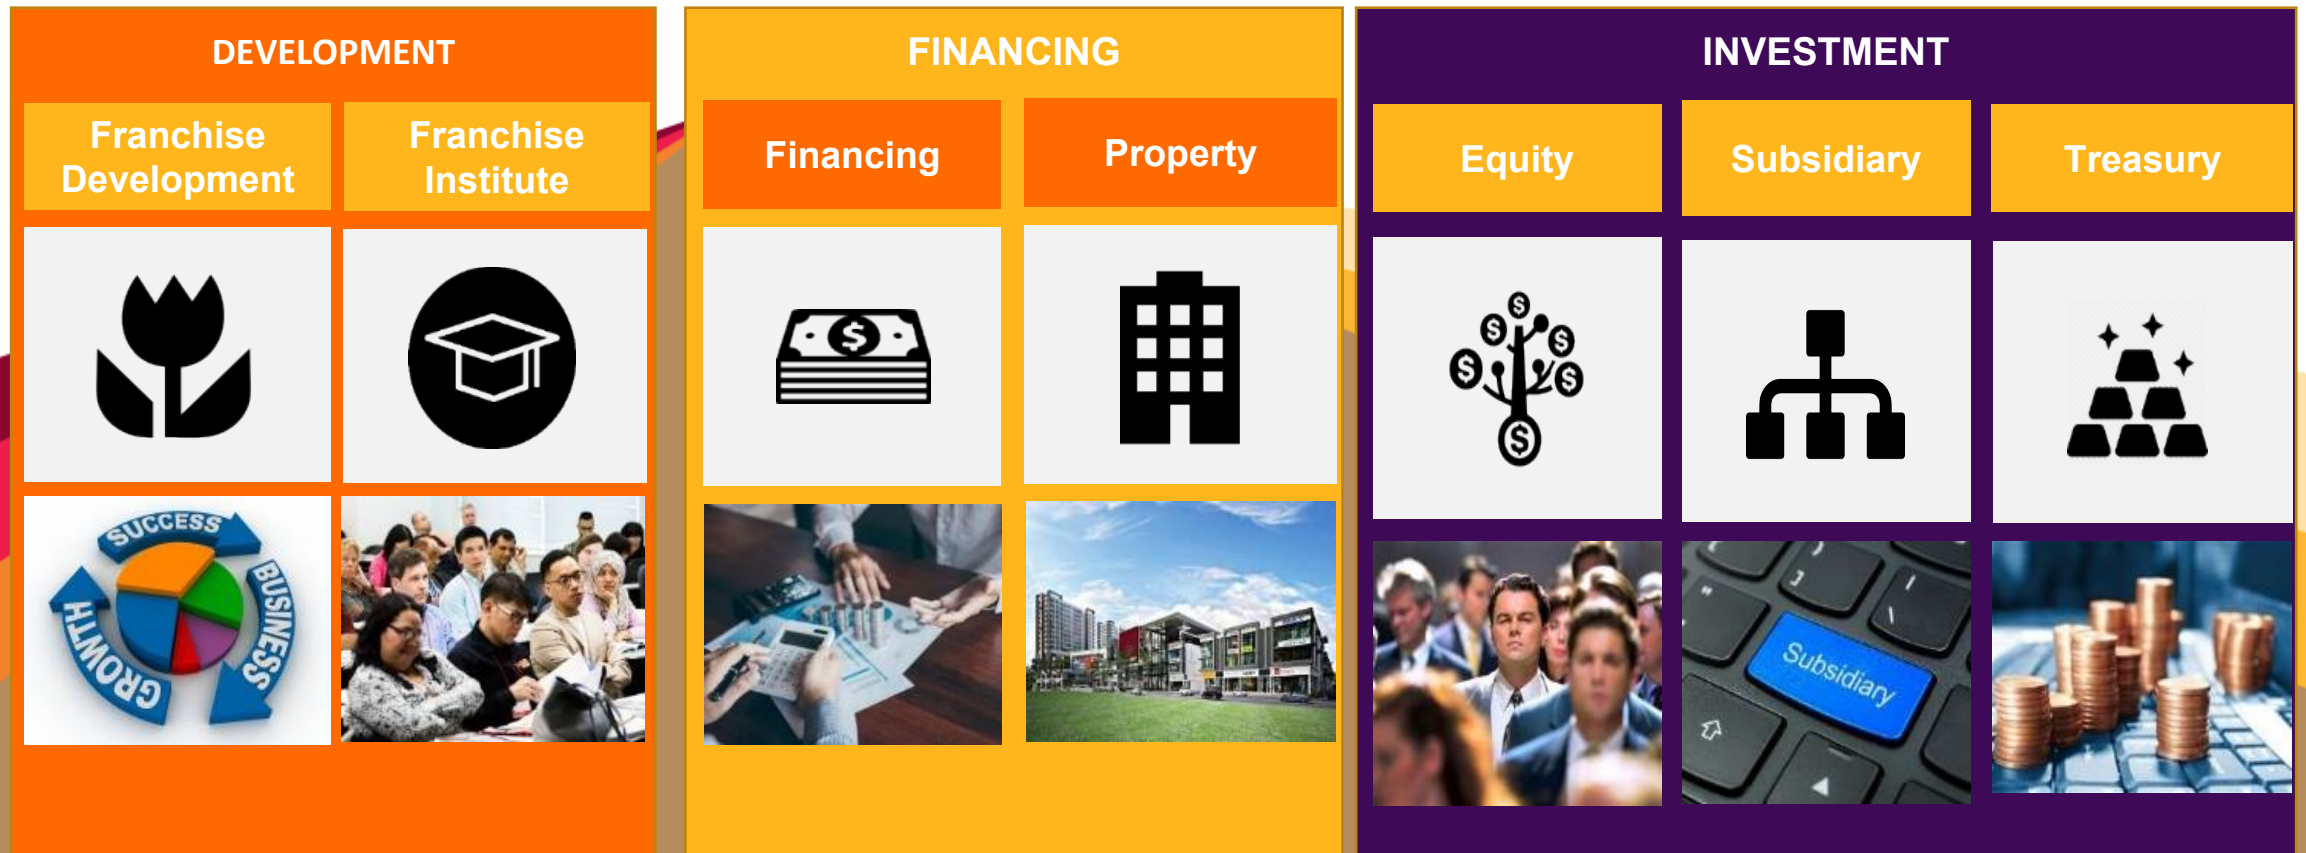 DEVELOPMENT
Franchise
Development
Franchise
Institute
SUCCESS
BUSINESS
GROWTH
FINANCING
Financing
Property
$
INVESTMENT
Equity
Subsidiary
Treasury
$
$
$
$
$
$
Subsidiary